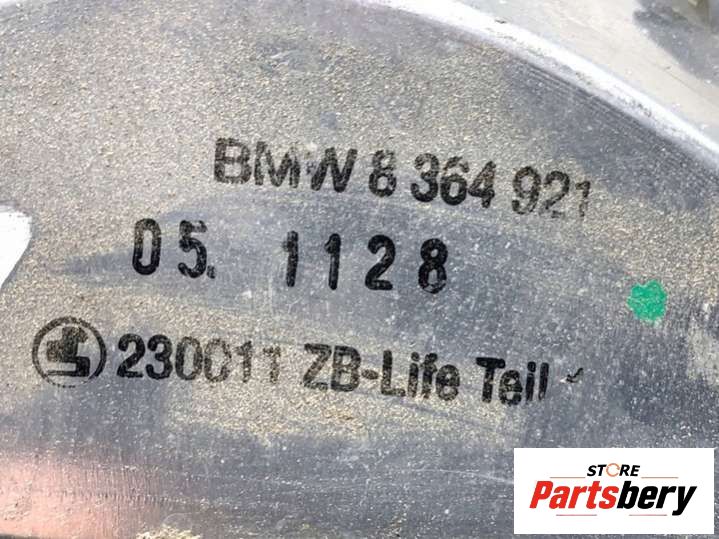 BMW 8 364 921
05. 1128
230011 ZB-Life Teil
STORE
Partsbery